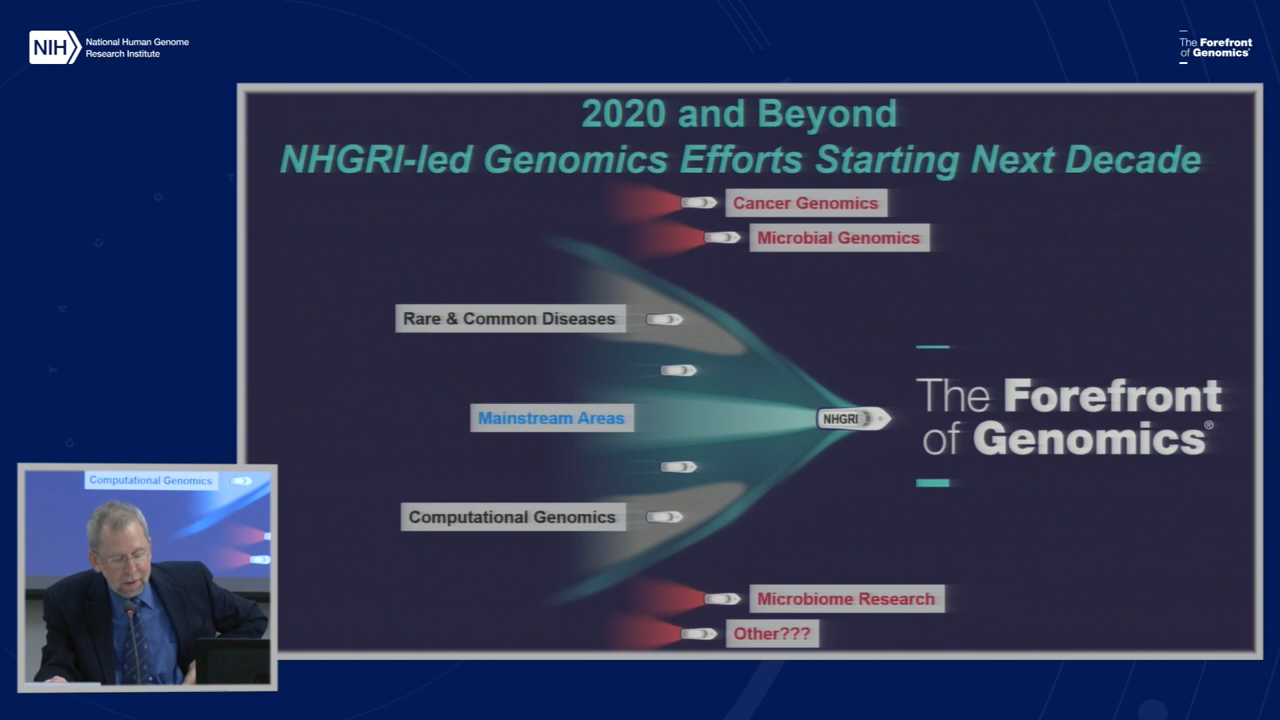 NIH National Human Genome
Research Institute
The Forefront
of Genomics®
2020 and Beyond
NHGRI-led Genomics Efforts Starting Next Decade
Cancer Genomics
Microbial Genomics
Rare & Common Diseases
Mainstream Areas
NHGRI
The Forefront
of Genomics®
Computational Genomics
Microbiome Research
Other???
Computational Genomics